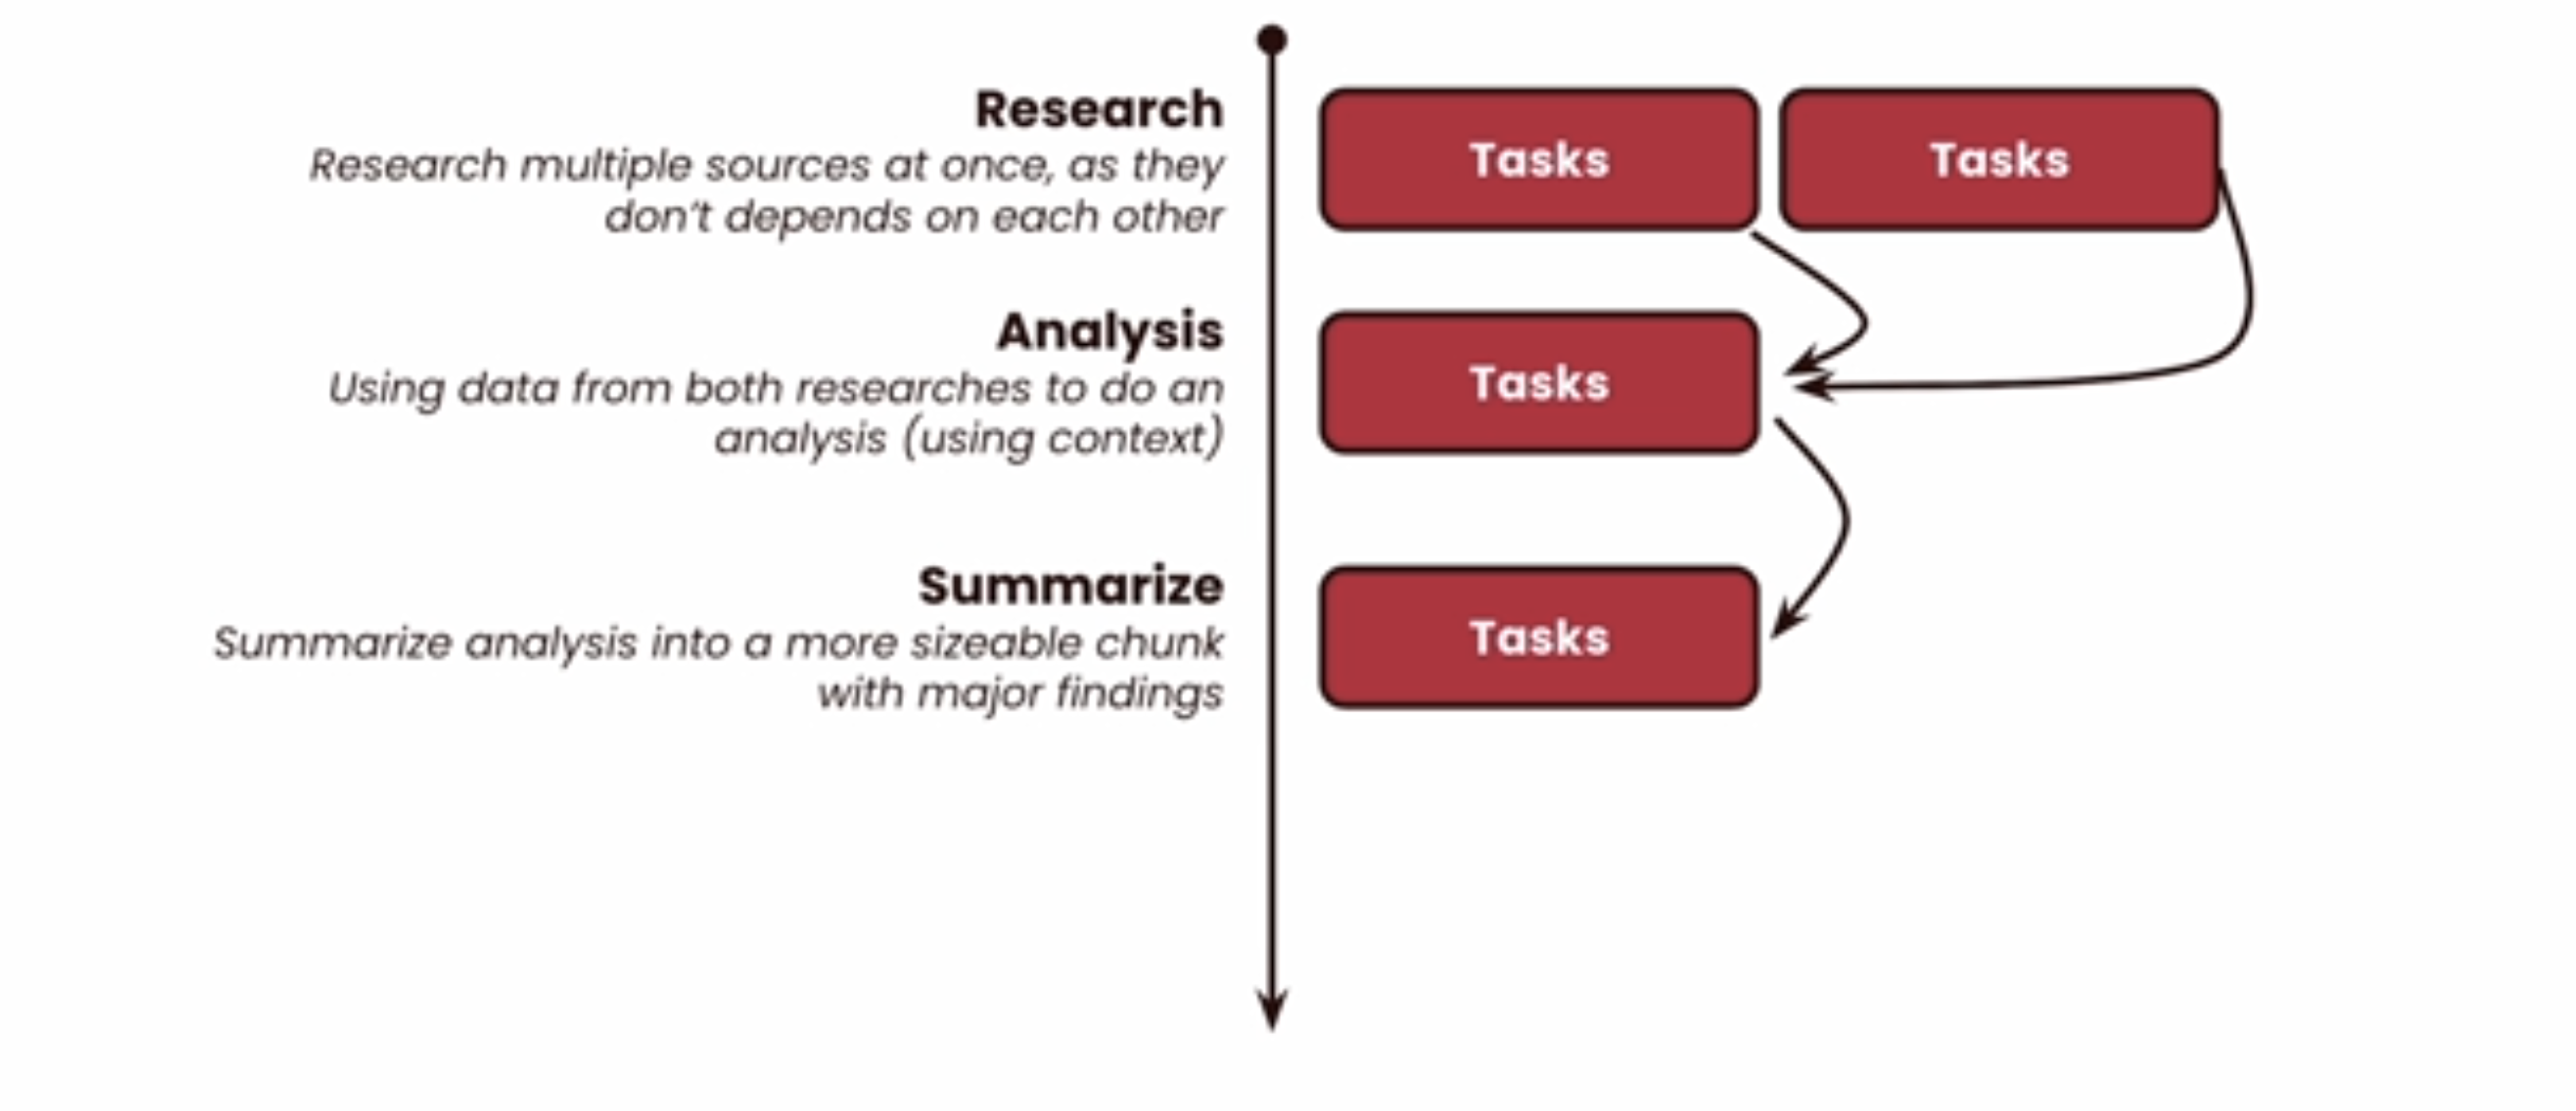 Research
Research multiple sources at once, as they
don't depends on each other
Tasks
Tasks
Analysis
Using data from both researches to do an
analysis (using context)
Tasks
Summarize
Summarize analysis into a more sizeable chunk
with major findings
Tasks